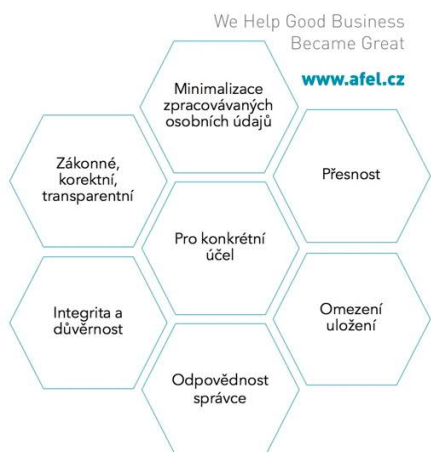 We Help Good Business
Became Great
www.afel.cz
Minimalizace
zpracovávaných
osobních údajů
Zákonné,
korektní,
transparentní
Přesnost
Pro konkrétní
účel
Integrita a
důvěrnost
Omezení
uložení
Odpovědnost
správce